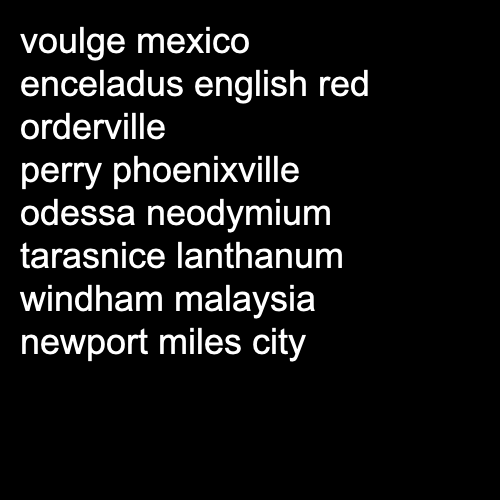 voulge mexico
enceladus english red
orderville
perry phoenixville
odessa neodymium
tarasnice lanthanum
windham malaysia
newport miles city